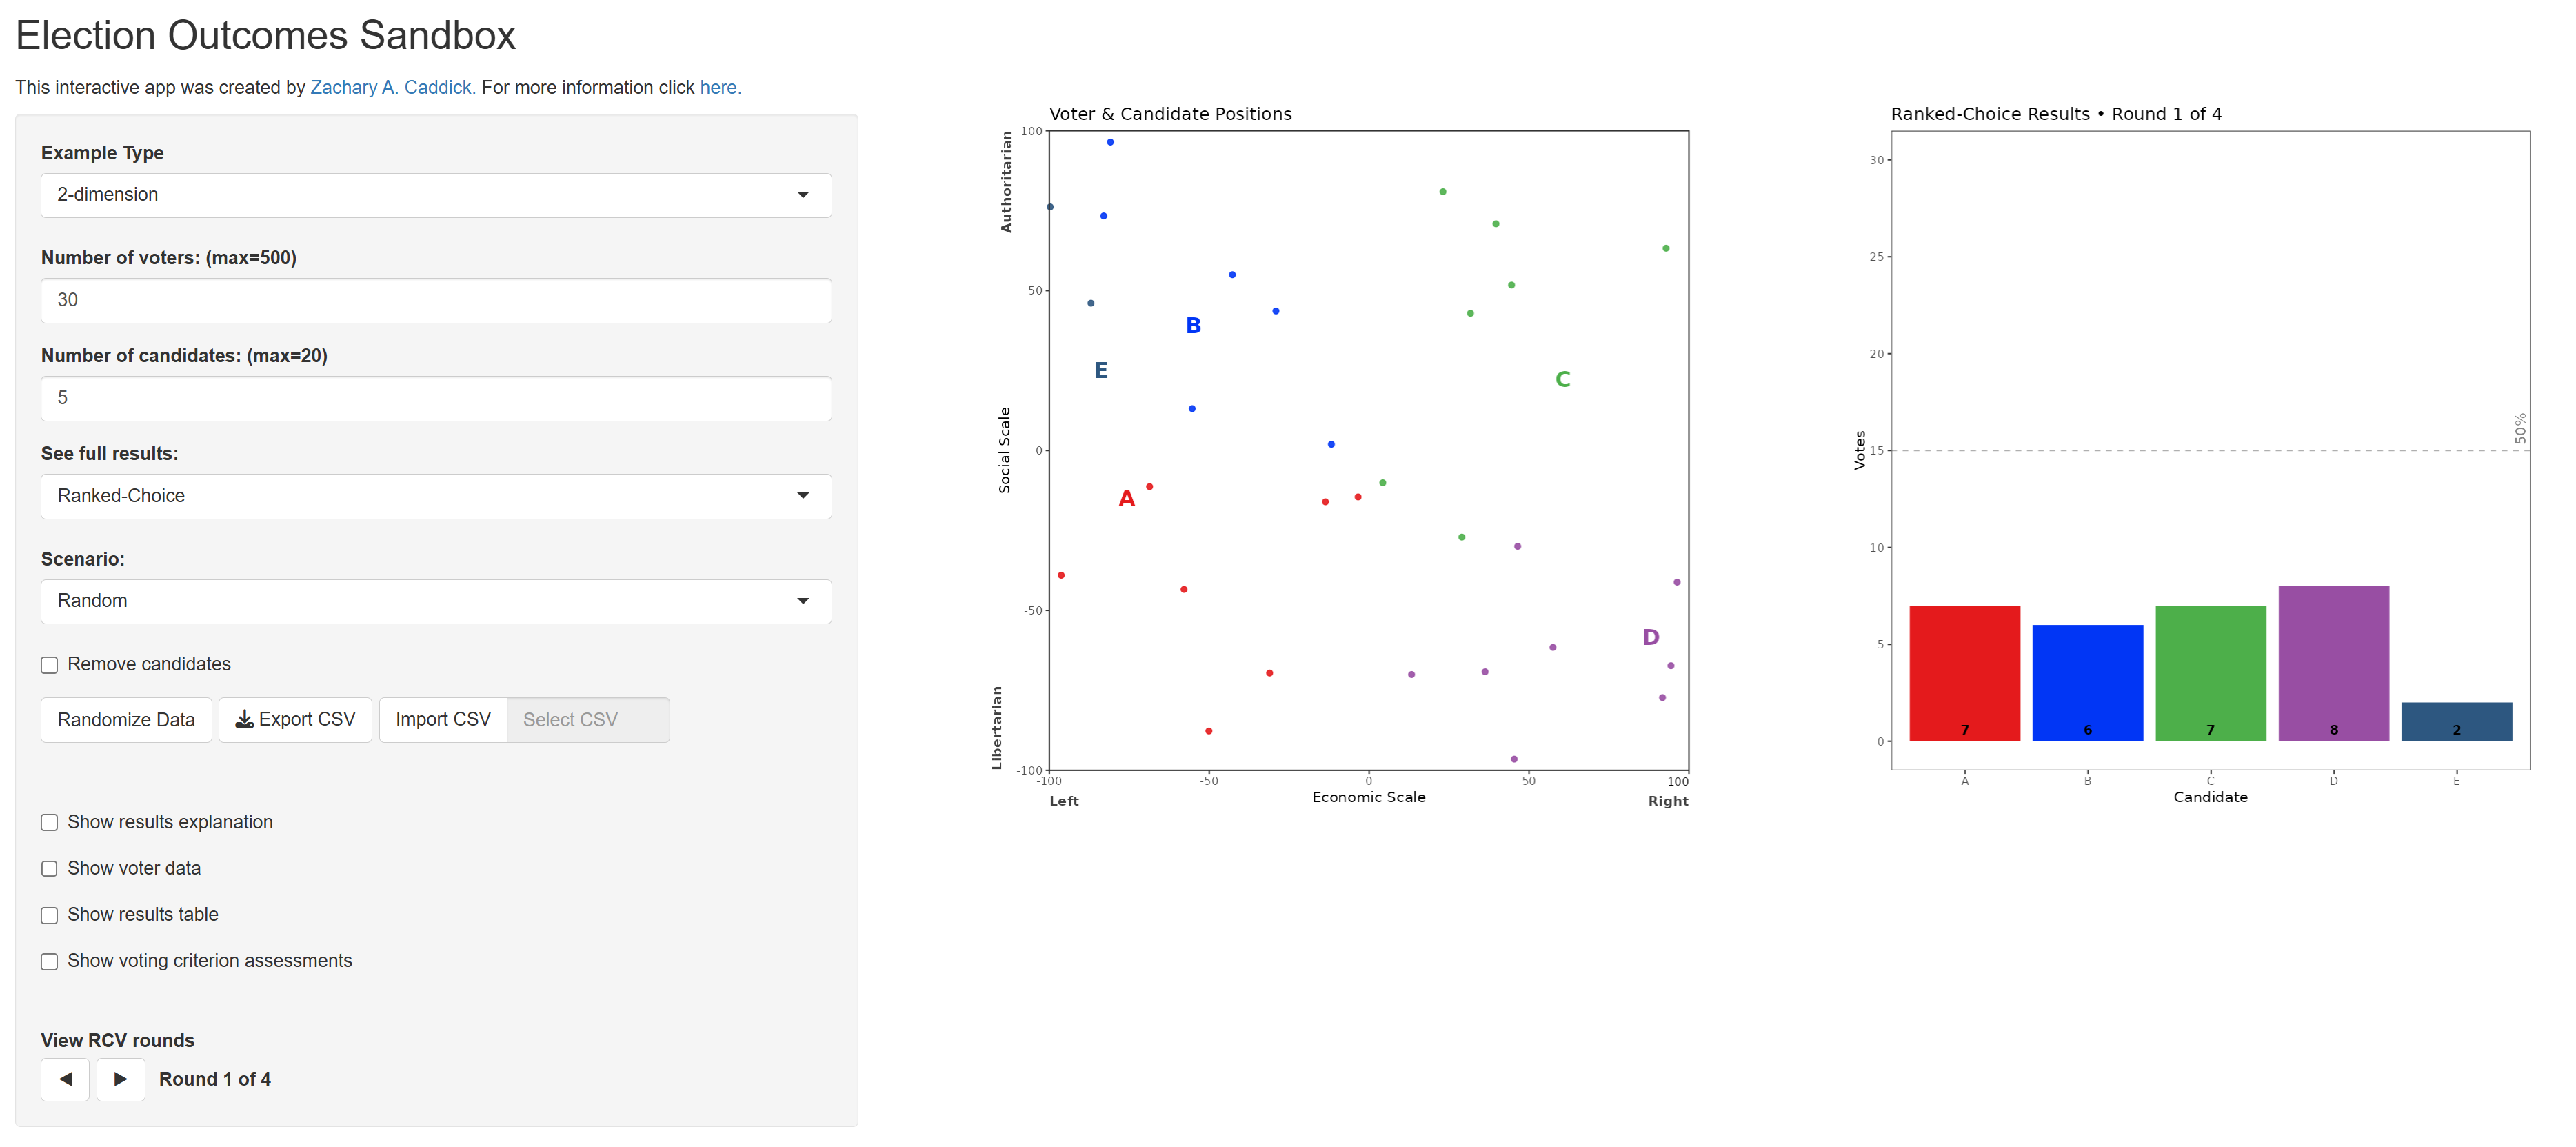 Election Outcomes Sandbox
This interactive app was created by Zachary A. Caddick. For more information click here.
Example Type
2-dimension
Number of voters: (max=500)
30
Number of candidates: (max=20)
5
See full results:
Ranked-Choice
Scenario:
Random
Remove candidates
Randomize Data
Export CSV
Import CSV
Select CSV
Show results explanation
Show voter data
Show results table
Show voting criterion assessments
View RCV rounds
Round 1 of 4
Voter & Candidate Positions
Authoritarian
Social Scale
Libertarian
100
50
0
-50
-100
B
E
C
A
D
-100
-50
0
50
100
Left
Economic Scale
Right
Ranked-Choice Results • Round 1 of 4
Votes
30
25
20
15
10
5
0
50%
7
6
7
8
2
A
B
C
D
E
Candidate